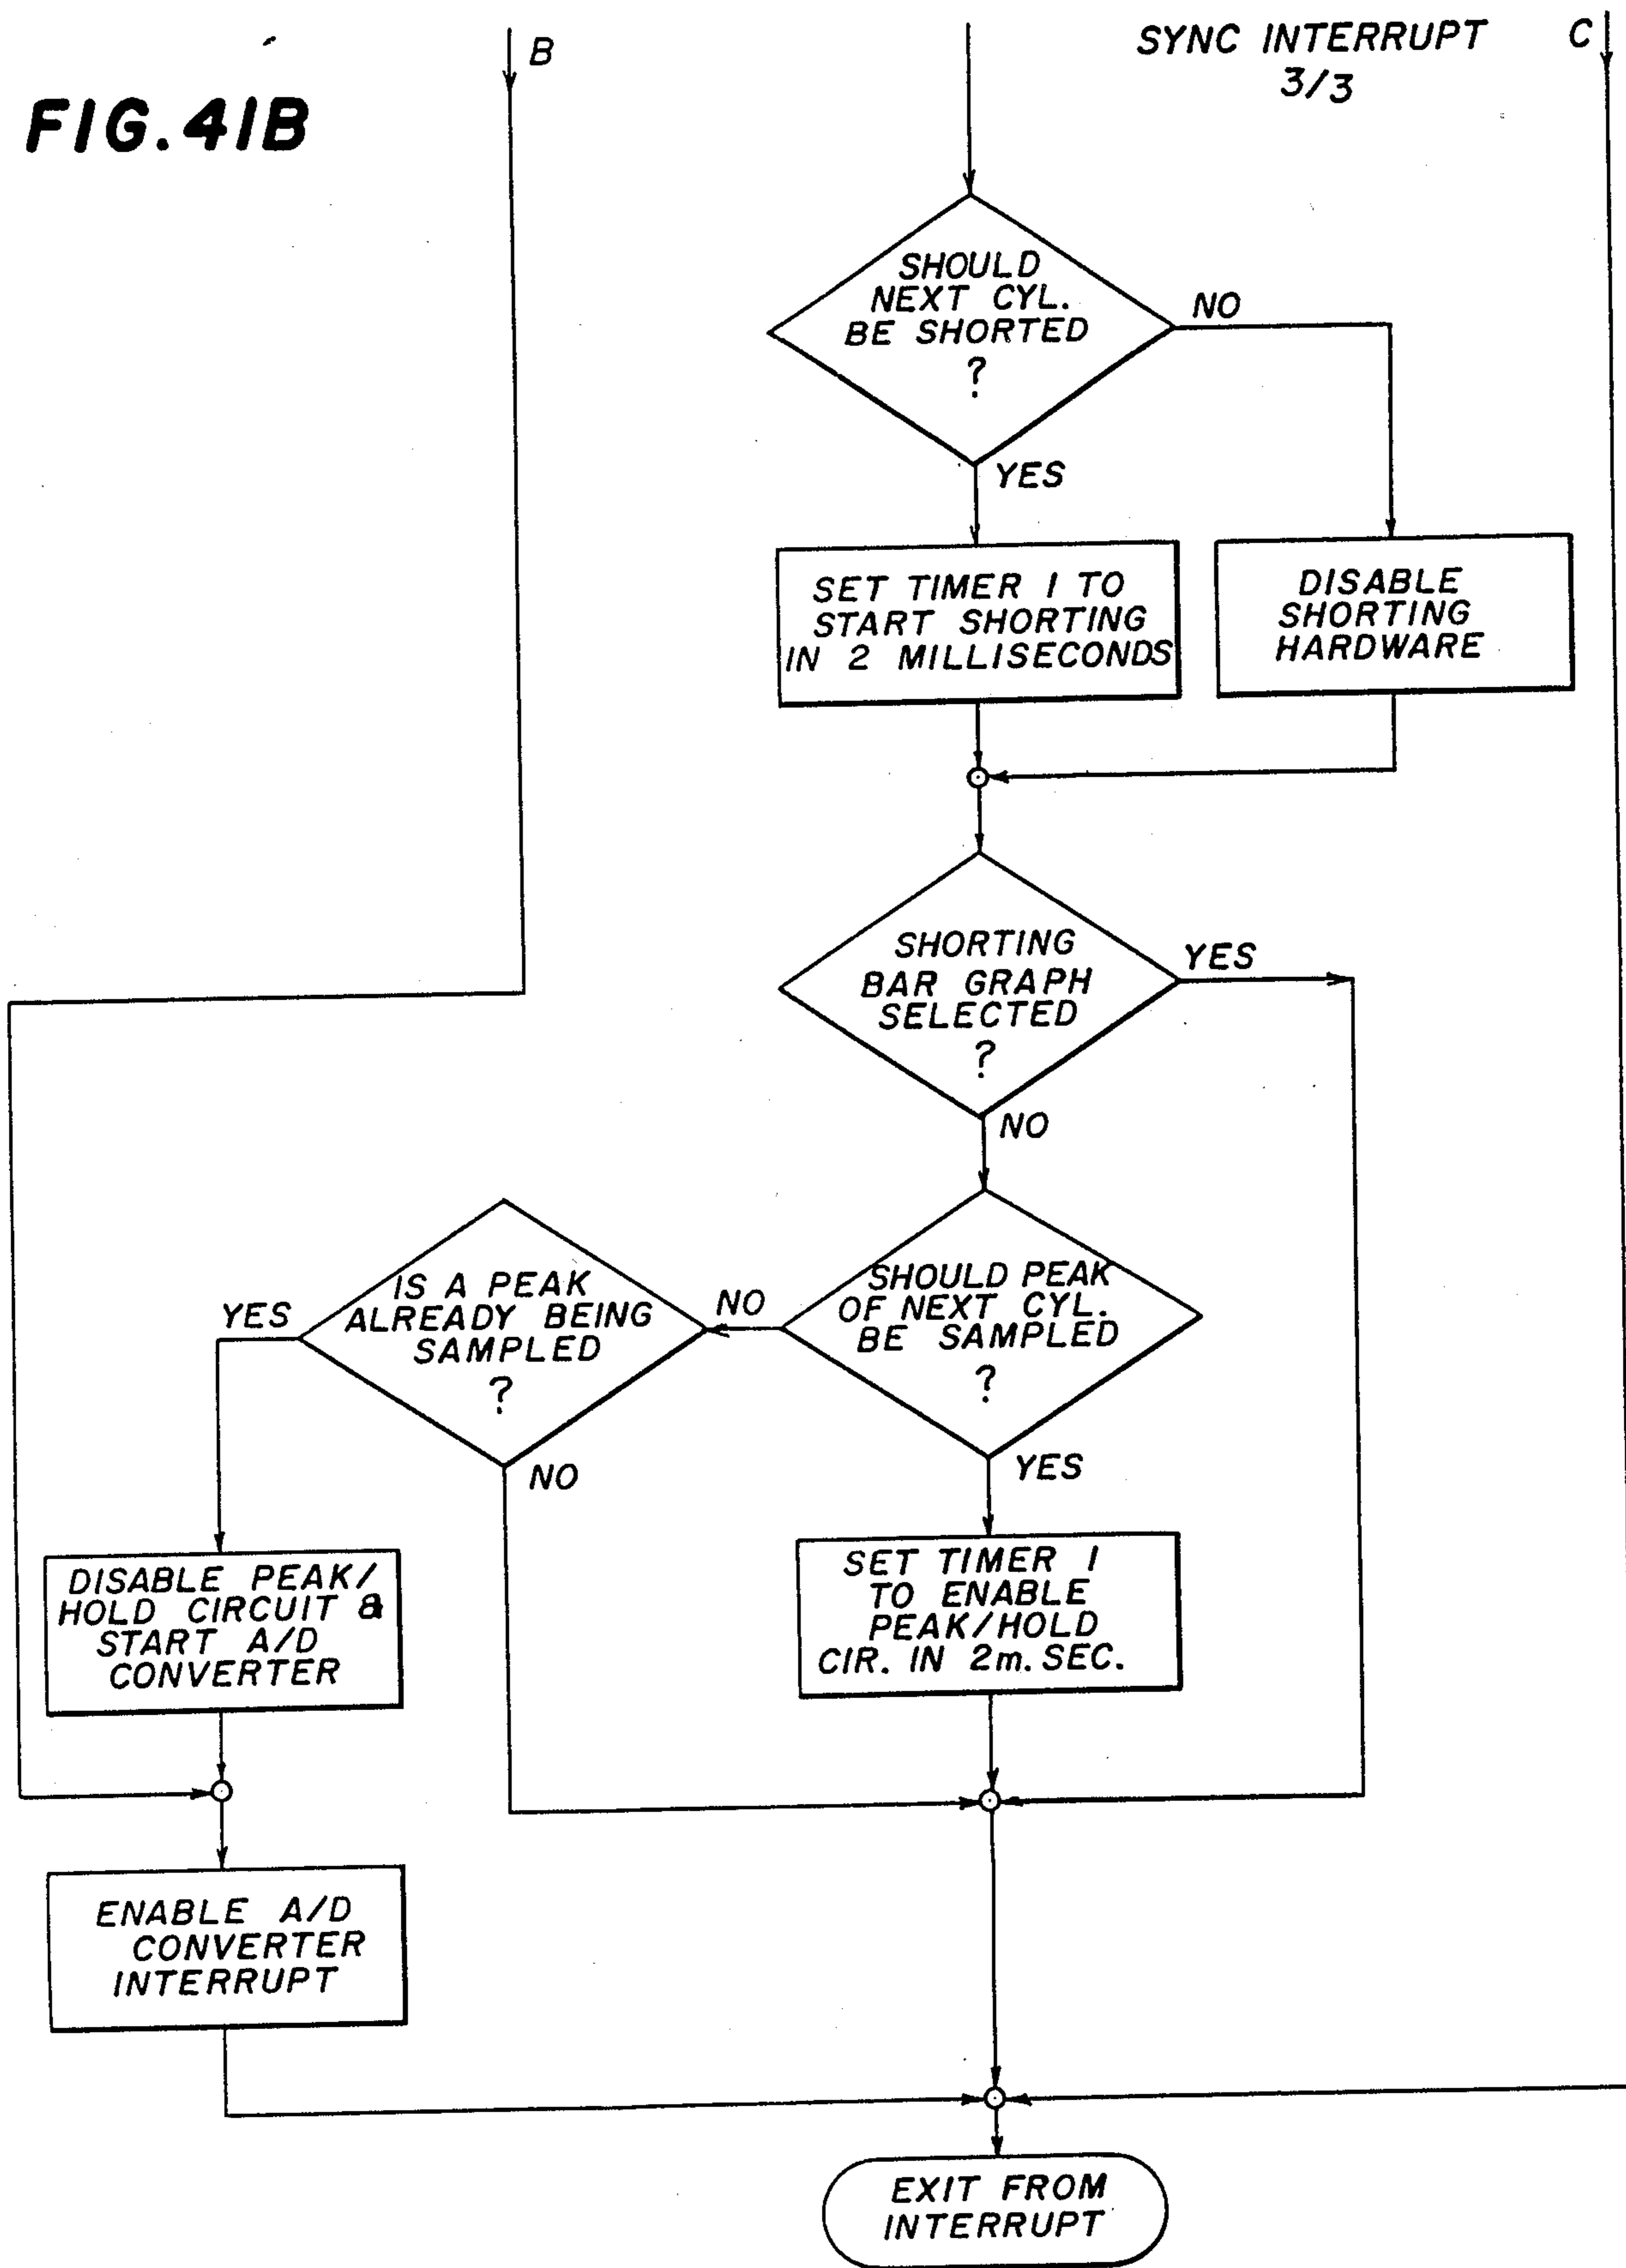 B
SYNC INTERRUPT
3/3
C
FIG. 41B
SHOULD
NEXT CYL.
BE SHORTED
?
NO
YES
SET TIMER 1 TO
START SHORTING
IN 2 MILLISECONDS
DISABLE
SHORTING
HARDWARE
SHORTING
BAR GRAPH
SELECTED
?
YES
NO
IS A PEAK
ALREADY BEING
SAMPLED
?
YES
NO
NO
SHOULD PEAK
OF NEXT CYL.
BE SAMPLED
?
YES
DISABLE PEAK/
HOLD CIRCUIT &
START A/D
CONVERTER
SET TIMER 1
TO ENABLE
PEAK/HOLD
CIR. IN 2m. SEC.
ENABLE A/D
CONVERTER
INTERRUPT
EXIT FROM
INTERRUPT